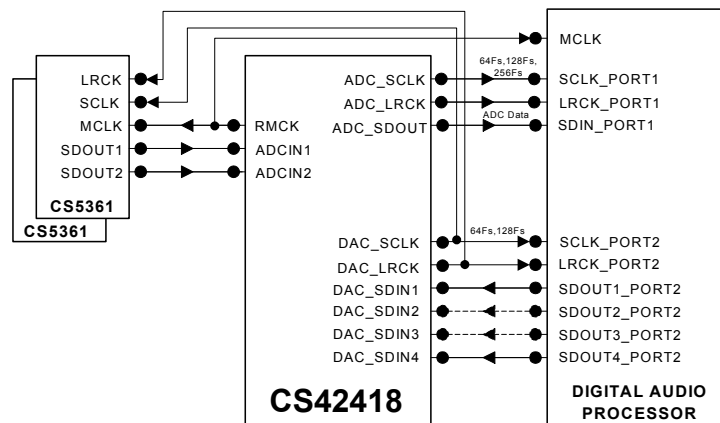 LRCK
SCLK
MCLK
SDOUT1
SDOUT2
CS5361
CS5361
RMCK
ADCIN1
ADCIN2
ADC_SCLK
ADC_LRCK
ADC_SDOUT
DAC_SCLK
DAC_LRCK
DAC_SDIN1
DAC_SDIN2
DAC_SDIN3
DAC_SDIN4
CS42418
64Fs,128Fs,
256Fs
ADC Data
64Fs,128Fs
MCLK
SCLK_PORT1
LRCK_PORT1
SDIN_PORT1
SCLK_PORT2
LRCK_PORT2
SDOUT1_PORT2
SDOUT2_PORT2
SDOUT3_PORT2
SDOUT4_PORT2
DIGITAL AUDIO
PROCESSOR